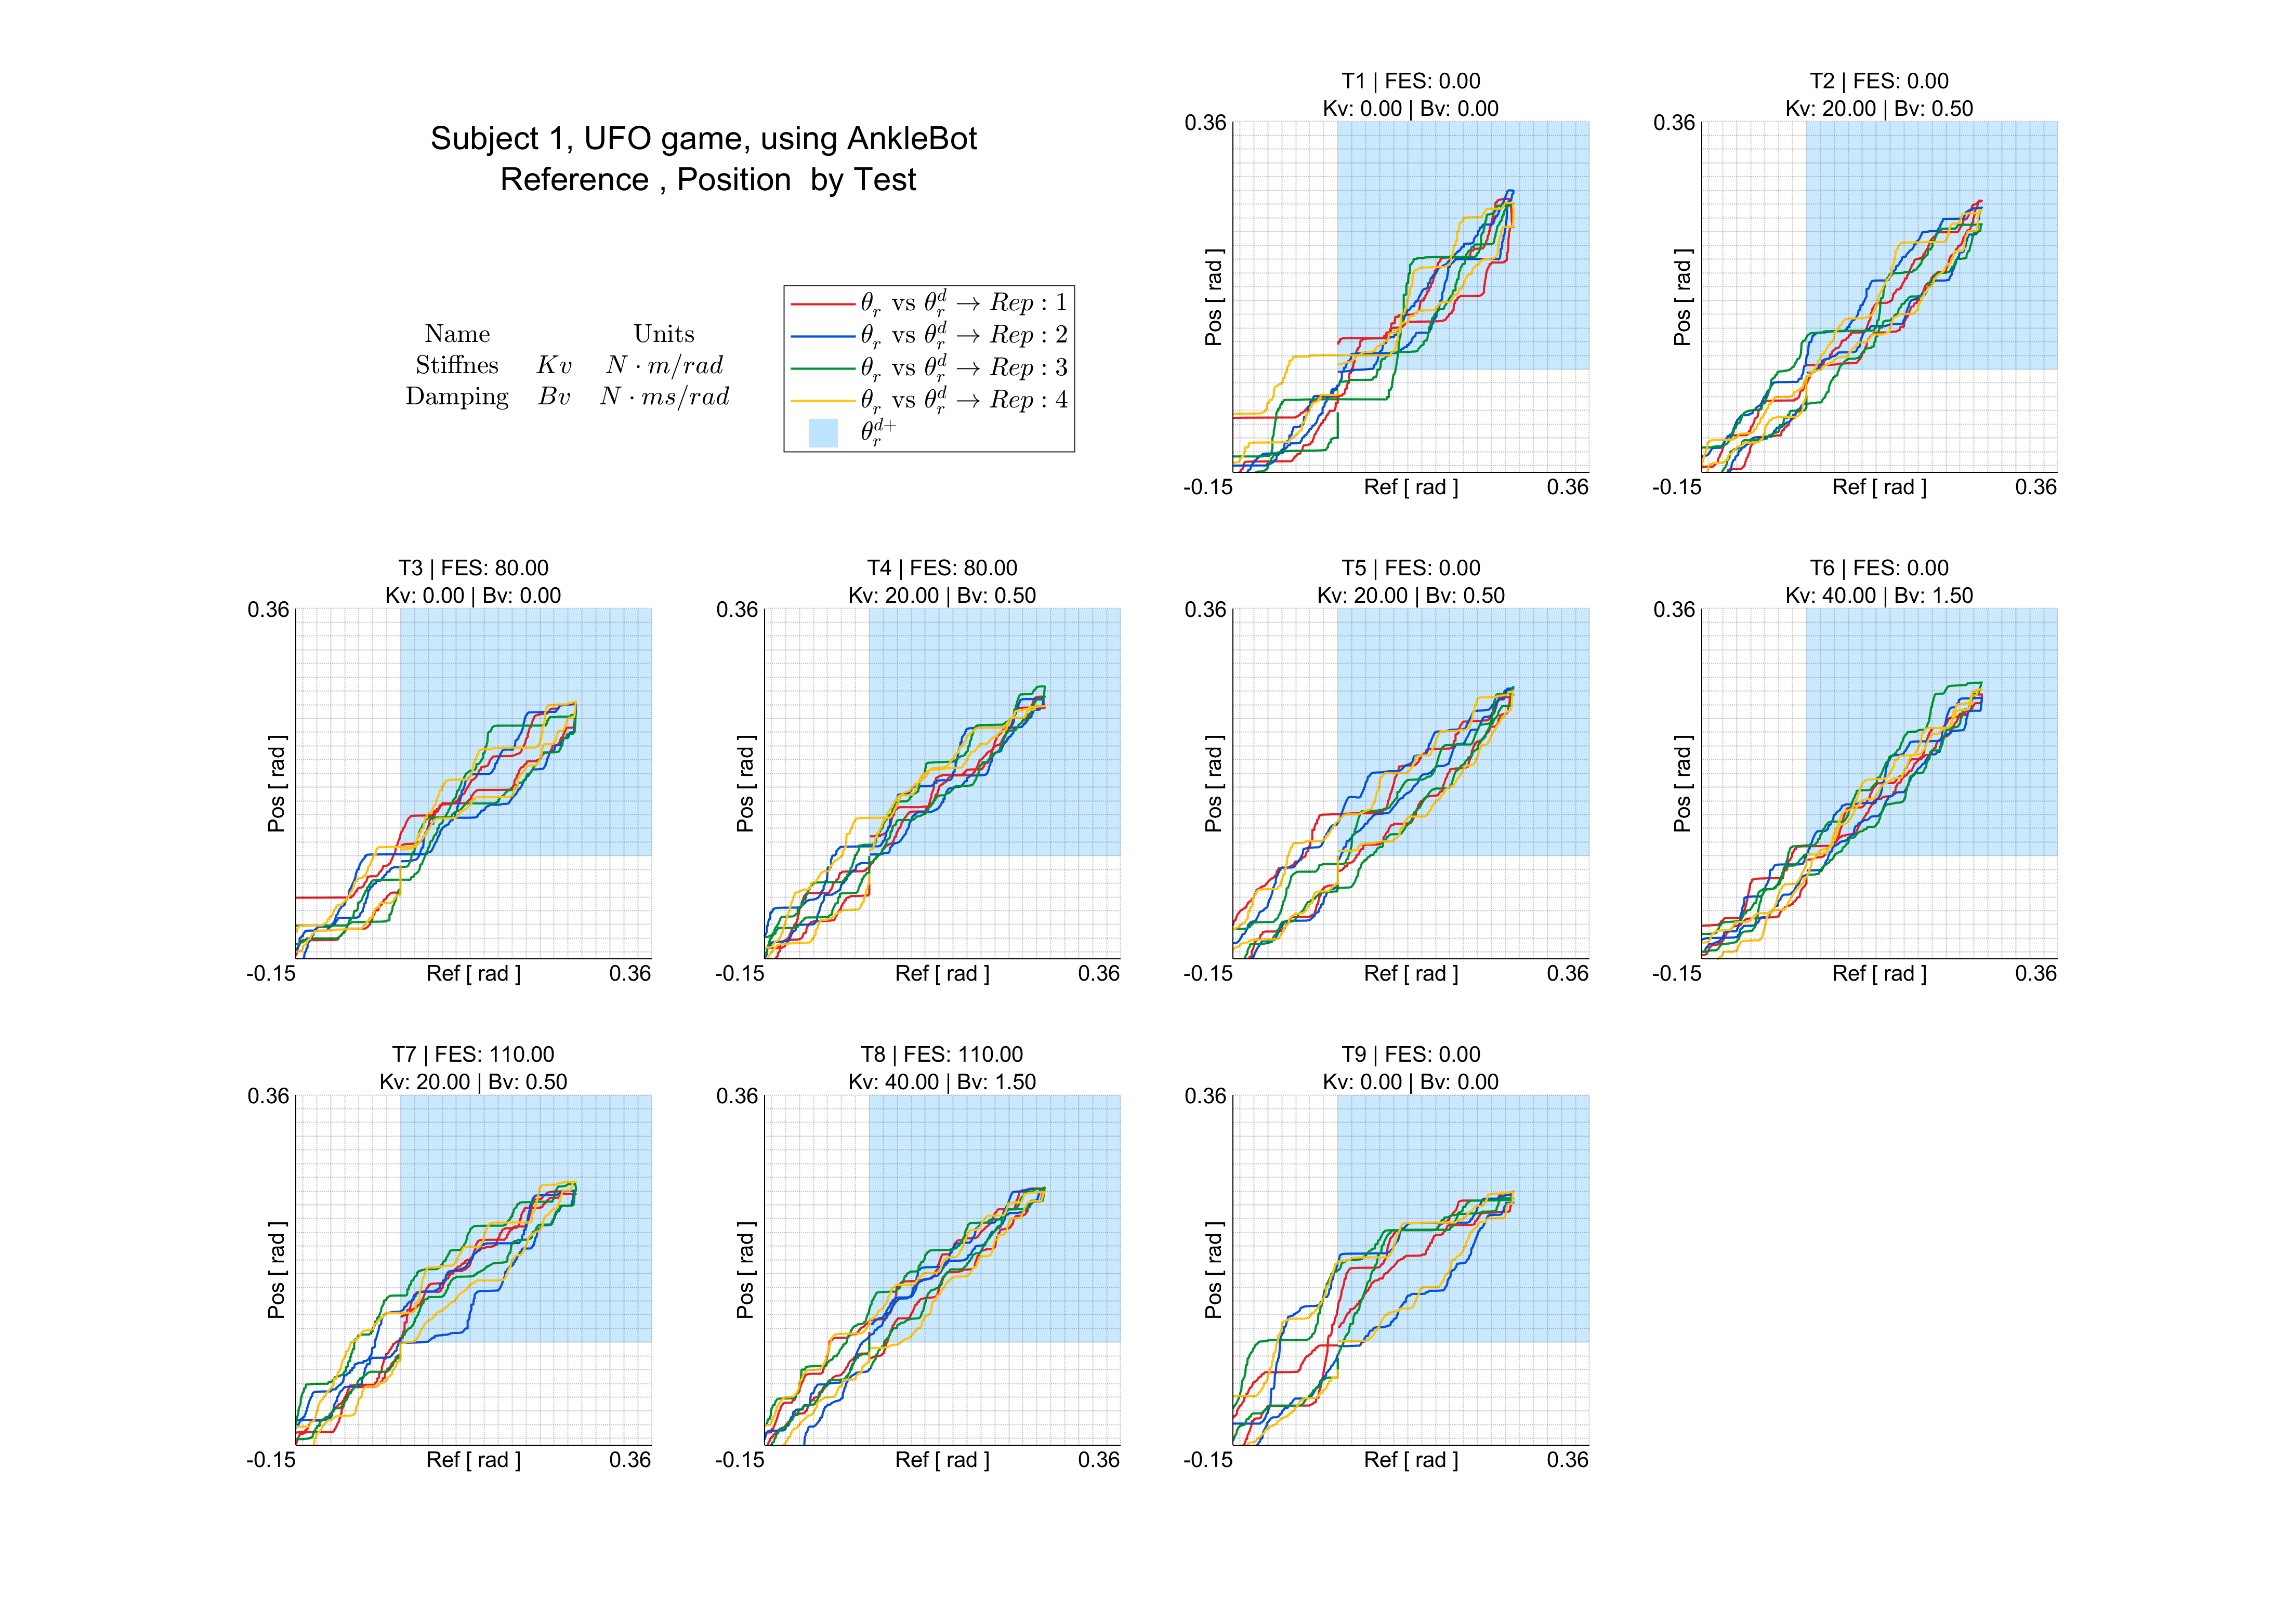 Subject 1, UFO game, using AnkleBot
Reference , Position  by Test
Name Units
Stiffnes Kv N · m/rad
Damping Bv N · ms/rad
θ_r vs θ_r^d → Rep : 1
θ_r vs θ_r^d → Rep : 2
θ_r vs θ_r^d → Rep : 3
θ_r vs θ_r^d → Rep : 4
θ_r^{d+}
T1 | FES: 0.00
Kv: 0.00 | Bv: 0.00
0.36
Pos [ rad ]
-0.15 Ref [ rad ] 0.36
T2 | FES: 0.00
Kv: 20.00 | Bv: 0.50
0.36
Pos [ rad ]
-0.15 Ref [ rad ] 0.36
T3 | FES: 80.00
Kv: 0.00 | Bv: 0.00
0.36
Pos [ rad ]
-0.15 Ref [ rad ] 0.36
T4 | FES: 80.00
Kv: 20.00 | Bv: 0.50
0.36
Pos [ rad ]
-0.15 Ref [ rad ] 0.36
T5 | FES: 0.00
Kv: 20.00 | Bv: 0.50
0.36
Pos [ rad ]
-0.15 Ref [ rad ] 0.36
T6 | FES: 0.00
Kv: 40.00 | Bv: 1.50
0.36
Pos [ rad ]
-0.15 Ref [ rad ] 0.36
T7 | FES: 110.00
Kv: 20.00 | Bv: 0.50
0.36
Pos [ rad ]
-0.15 Ref [ rad ] 0.36
T8 | FES: 110.00
Kv: 40.00 | Bv: 1.50
0.36
Pos [ rad ]
-0.15 Ref [ rad ] 0.36
T9 | FES: 0.00
Kv: 0.00 | Bv: 0.00
0.36
Pos [ rad ]
-0.15 Ref [ rad ] 0.36